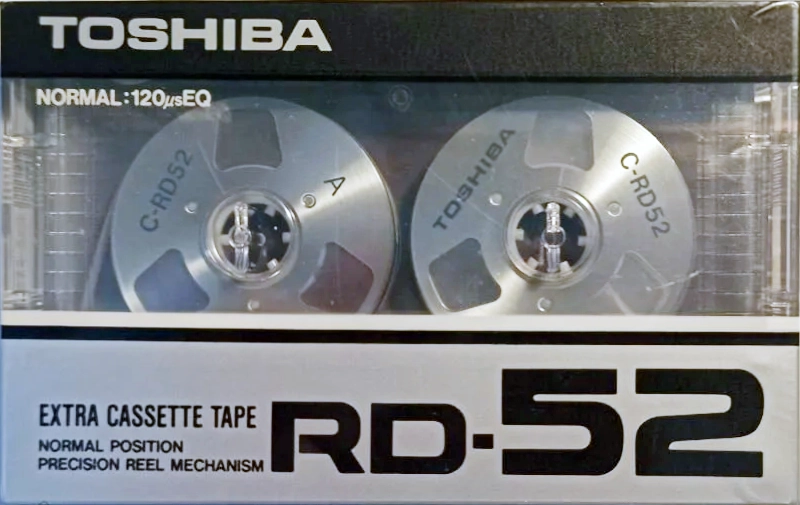 TOSHIBA
NORMAL:120μsEQ
C-RD52
A
TOSHIBA
C-RD52
EXTRA CASSETTE TAPE
NORMAL POSITION
PRECISION REEL MECHANISM
RD-52